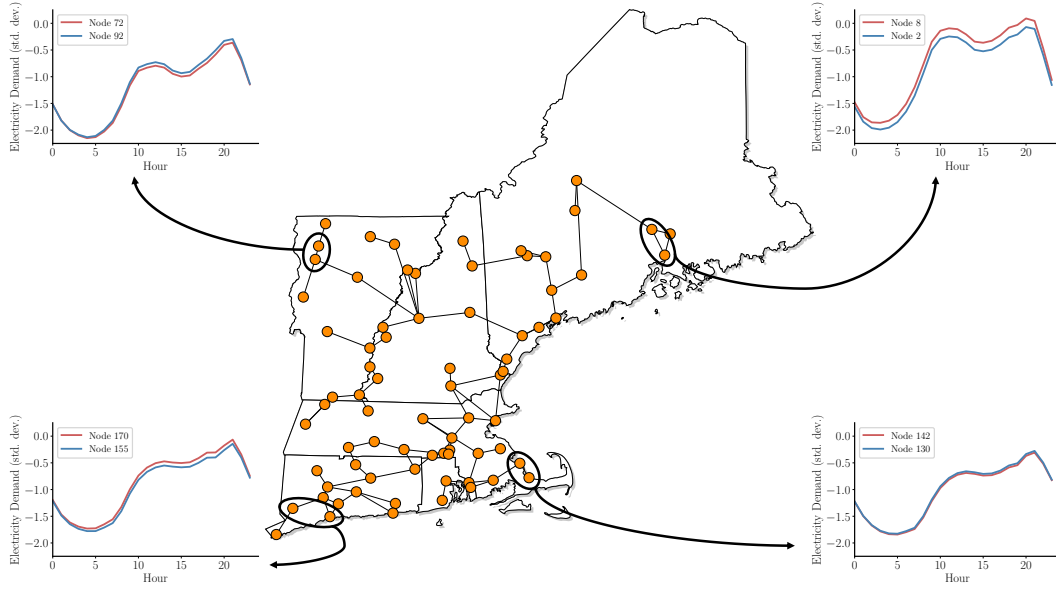 Electricity Demand (std. dev.)
Node 72
Node 92
0.0
−0.5
−1.0
−1.5
−2.0
0 5 10 15 20
Hour
Electricity Demand (std. dev.)
Node 8
Node 2
0.0
−0.5
−1.0
−1.5
−2.0
0 5 10 15 20
Hour
Electricity Demand (std. dev.)
Node 170
Node 155
0.0
−0.5
−1.0
−1.5
−2.0
0 5 10 15 20
Hour
Electricity Demand (std. dev.)
Node 142
Node 130
0.0
−0.5
−1.0
−1.5
−2.0
0 5 10 15 20
Hour